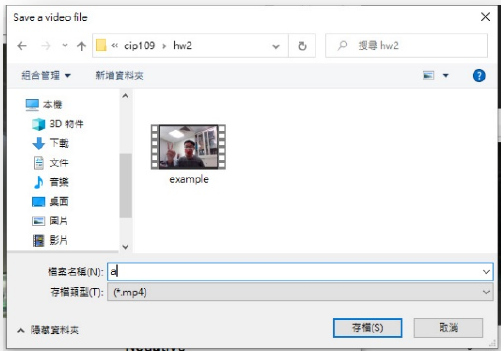 Save a video file
« cip109 › hw2
搜尋 hw2
組合管理 ▼
新增資料夾
本機
3D 物件
下載
文件
音樂
桌面
圖片
影片
example
檔案名稱(N): a
存檔類型(T): (*.mp4)
隱藏資料夾
存檔(S)
取消
Negative